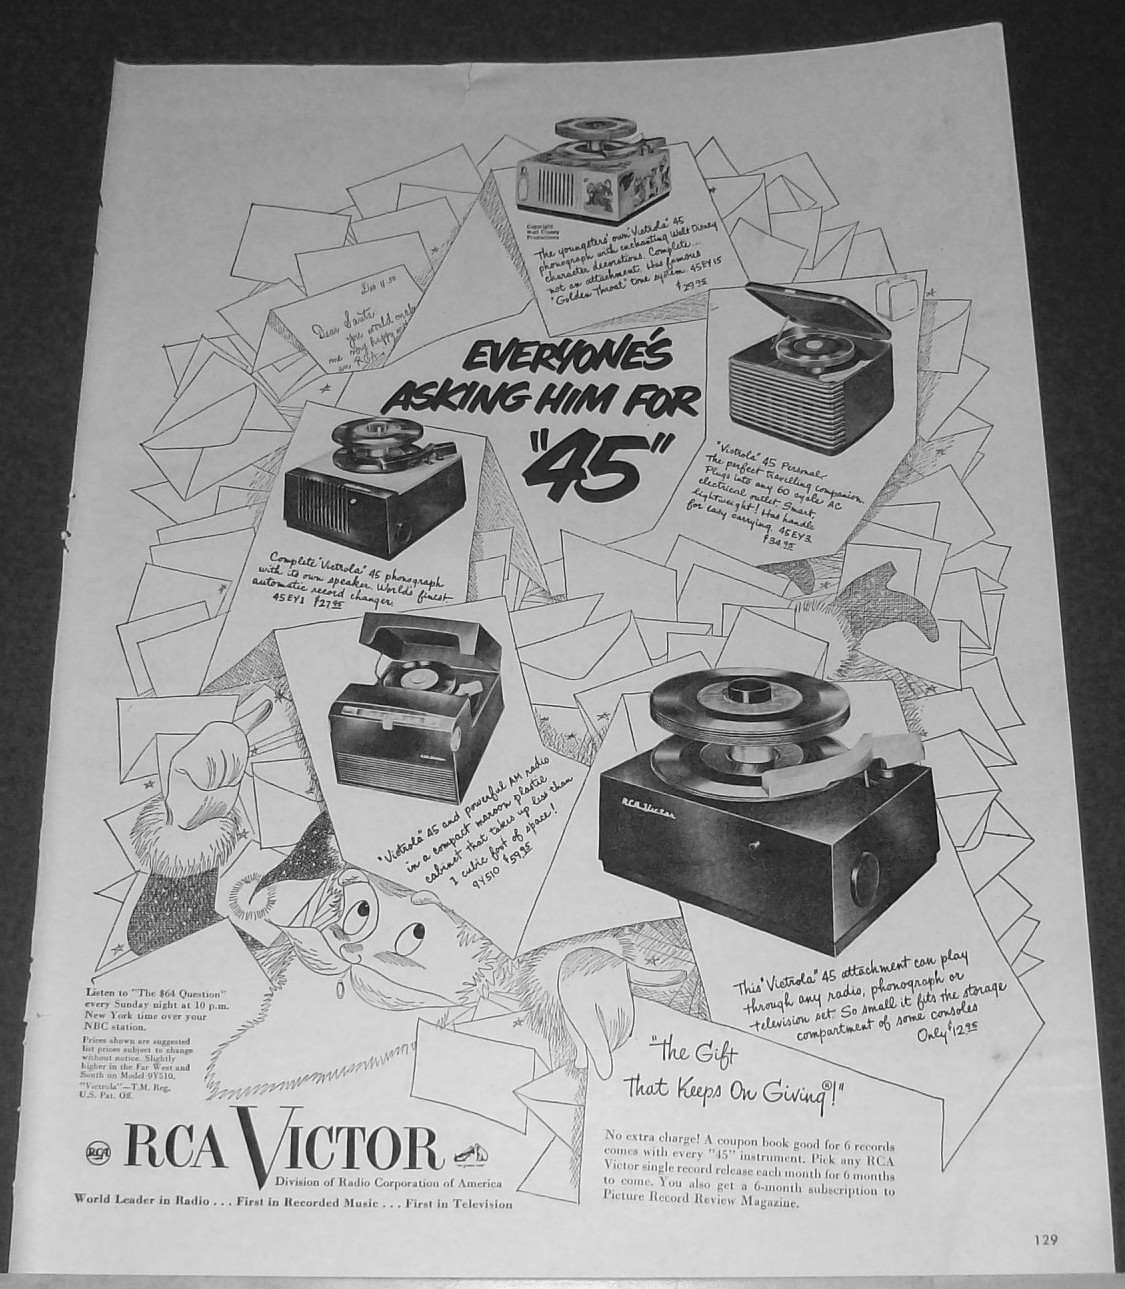 Copyright
Walt Disney
Productions
The youngsters' own "Victrola" 45
phonograph with enchanting Walt Disney
character decorations. Complete...
not an attachment. Has famous
"Golden Throat" tone system. 45EY15
$29.95
Dear Santa
you would make
me very happy with
an RCA
EVERYONE'S
ASKING HIM FOR
"45"
"Victrola" 45 Personal
The perfect travelling companion.
Plugs into any 60 cycle AC
electrical outlet. Smart,
lightweight! Has handle
for easy carrying. 45EY3
$34.95
Complete "Victrola" 45 phonograph
with its own speaker. World's finest
automatic record changer.
45EY1 $27.95
"Victrola" 45 and powerful AM radio
in a compact maroon plastic
cabinet that takes up less than
1 cubic foot of space!
9Y510 $59.95
RCA Victor
This "Victrola" 45 attachment can play
through any radio, phonograph or
television set. So small it fits the storage
compartment of some consoles
Only $12.95
Listen to "The $64 Question"
every Sunday night at 10 p.m.
New York time over your
NBC station.
Prices shown are suggested
list prices subject to change
without notice. Slightly
higher in the Far West and
South on Model 9Y510.
"Victrola"—T.M. Reg.
U.S. Pat. Off.
"The Gift
That Keeps On Giving®!"
RCA
RCA VICTOR
Division of Radio Corporation of America
World Leader in Radio . . . First in Recorded Music . . . First in Television
No extra charge! A coupon book good for 6 records
comes with every "45" instrument. Pick any RCA
Victor single record release each month for 6 months
to come. You also get a 6-month subscription to
Picture Record Review Magazine.
129